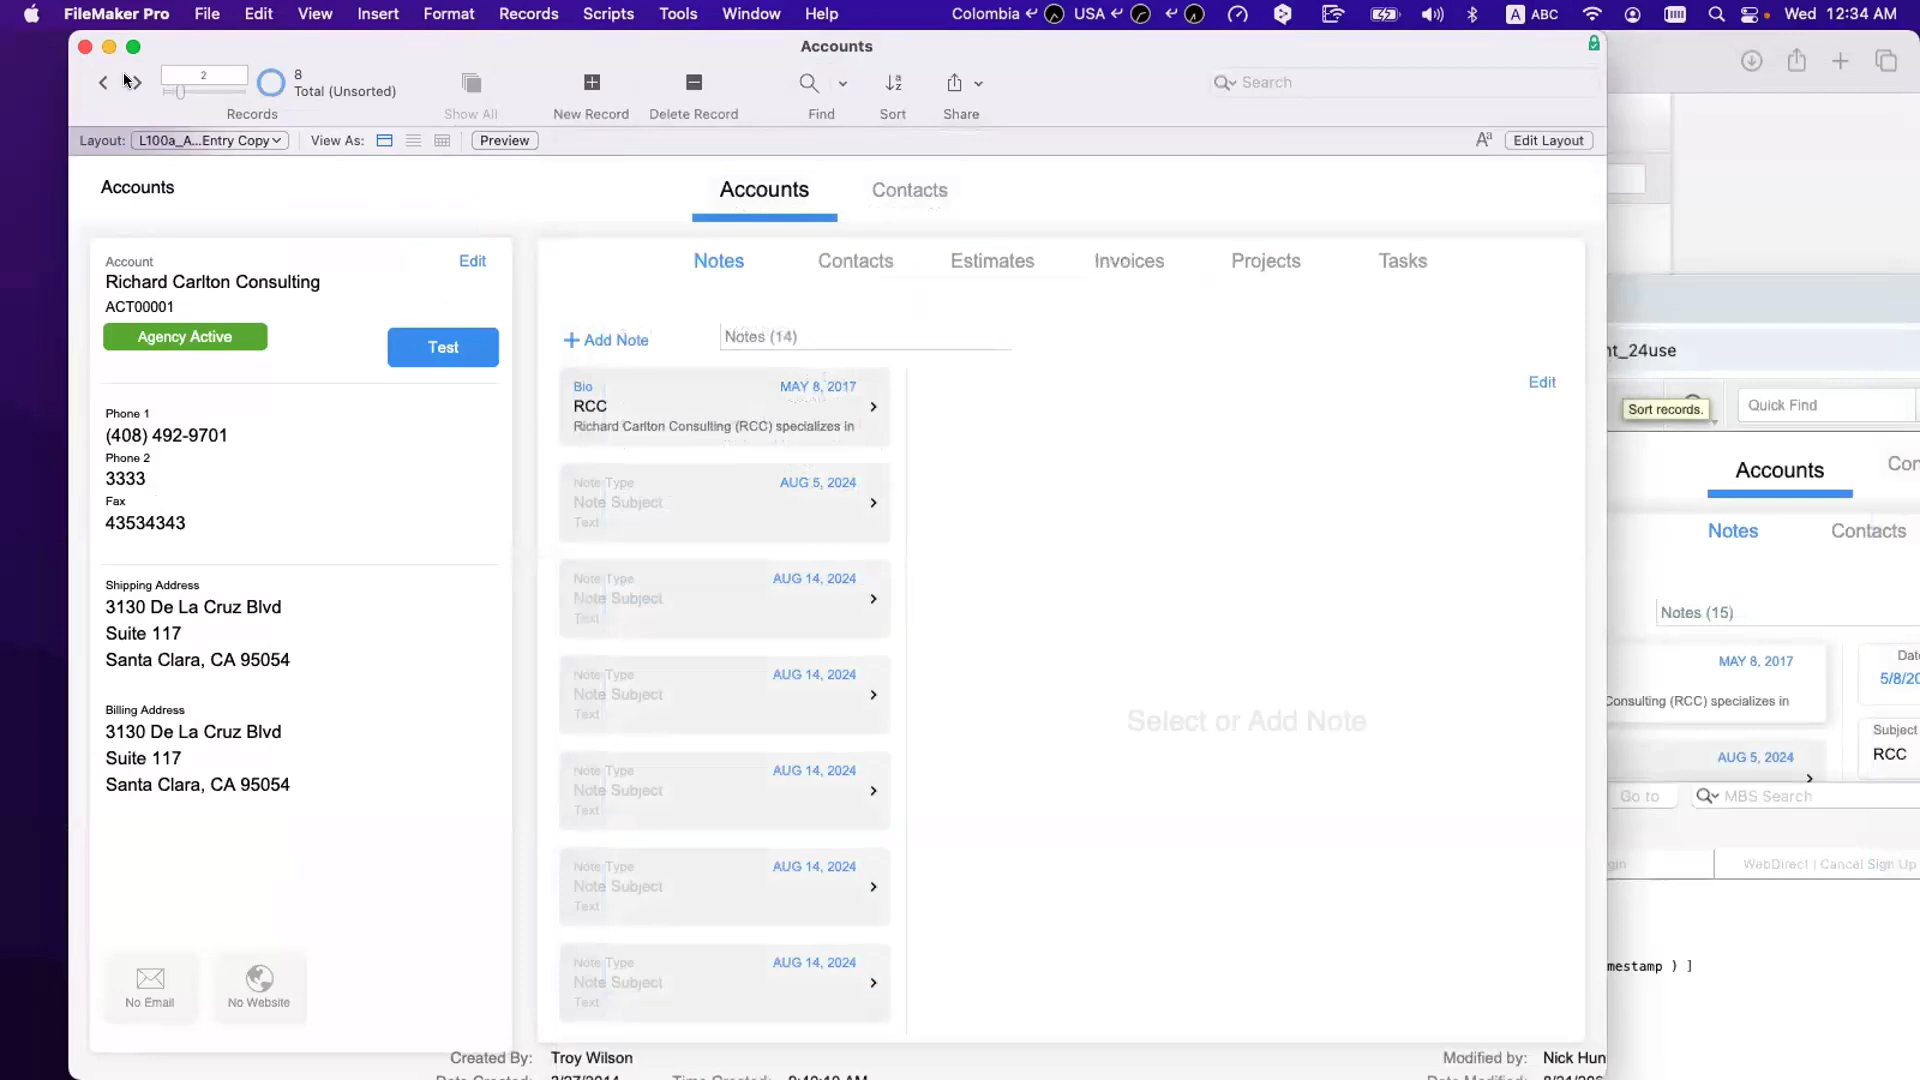 FileMaker Pro File Edit View Insert Format Records Scripts Tools Window Help Colombia USA A ABC Wed 12:34 AM
Accounts
2
8
Total (Unsorted)
Search
Records Show All New Record Delete Record Find Sort Share
Layout: L100a_A...Entry Copy View As: Preview Aª Edit Layout
Accounts
Accounts
Contacts
Account
Edit
Richard Carlton Consulting
ACT00001
Agency Active
Test
Phone 1
(408) 492-9701
Phone 2
3333
Fax
43534343
Shipping Address
3130 De La Cruz Blvd
Suite 117
Santa Clara, CA 95054
Billing Address
3130 De La Cruz Blvd
Suite 117
Santa Clara, CA 95054
No Email
No Website
Notes Contacts Estimates Invoices Projects Tasks
+ Add Note
Notes (14)
Edit
Bio MAY 8, 2017
RCC
Richard Carlton Consulting (RCC) specializes in
Note Type AUG 5, 2024
Note Subject
Text
Note Type AUG 14, 2024
Note Subject
Text
Note Type AUG 14, 2024
Note Subject
Text
Note Type AUG 14, 2024
Note Subject
Text
Note Type AUG 14, 2024
Note Subject
Text
Note Type AUG 14, 2024
Note Subject
Text
Select or Add Note
Created By: Troy Wilson
Modified by: Nick Hun
nt_24use
Sort records.
Quick Find
Accounts
Con
Notes
Contacts
Notes (15)
MAY 8, 2017
Consulting (RCC) specializes in
Date
5/8/20
Subject
RCC
AUG 5, 2024
Go to
MBS Search
gin
WebDirect | Cancel Sign Up
mestamp ) ]